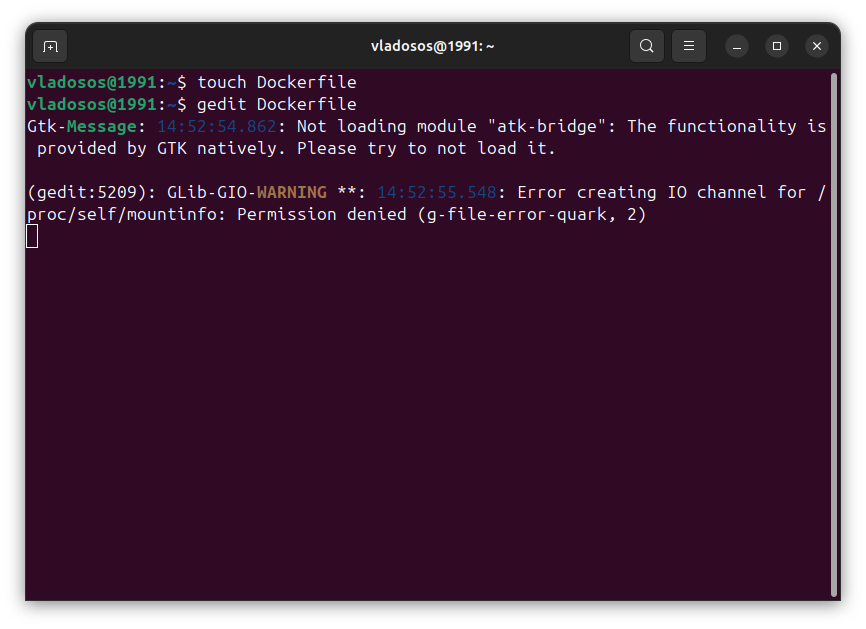 vladosos@1991: ~
vladosos@1991:~$ touch Dockerfile
vladosos@1991:~$ gedit Dockerfile
Gtk-Message: 14:52:54.862: Not loading module "atk-bridge": The functionality is
 provided by GTK natively. Please try to not load it.
(gedit:5209): GLib-GIO-WARNING **: 14:52:55.548: Error creating IO channel for /
proc/self/mountinfo: Permission denied (g-file-error-quark, 2)